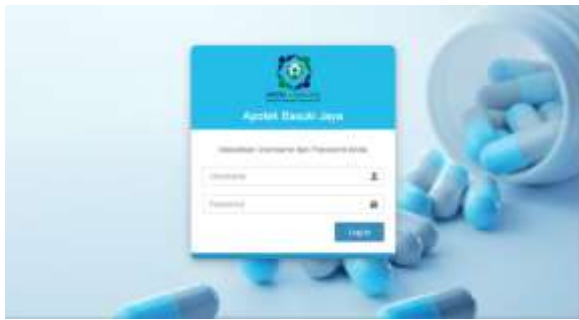 Apotek Basuki Jaya
Masukkan Username dan Password Anda
Username
Password
Log In